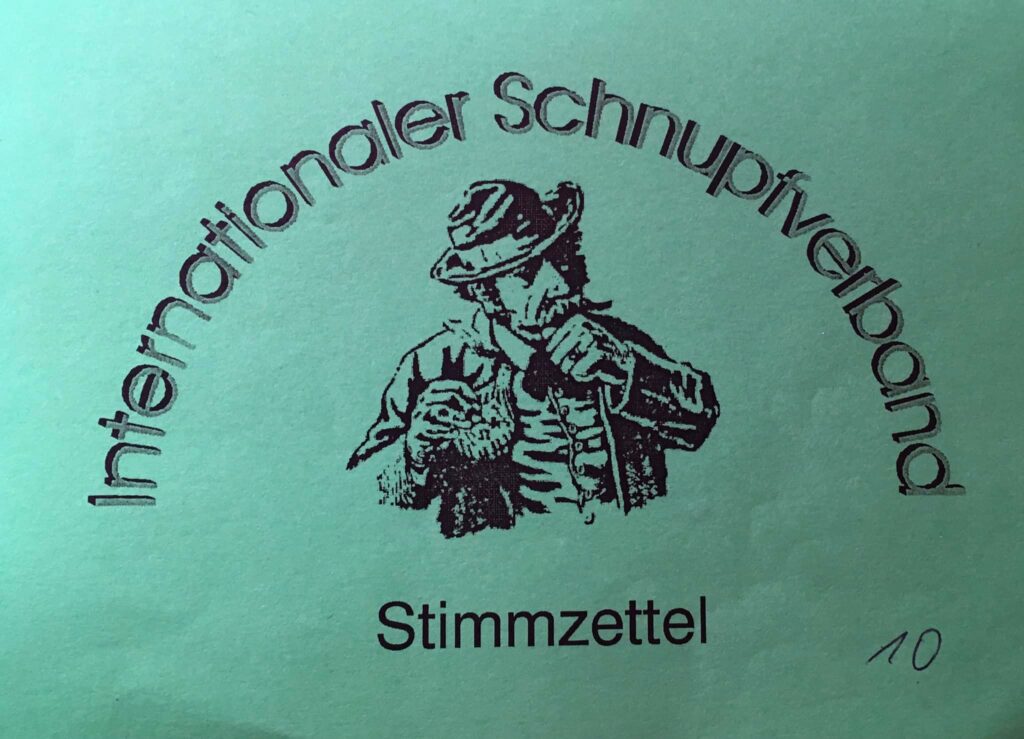 Internationaler Schnupfverband
Stimmzettel
10